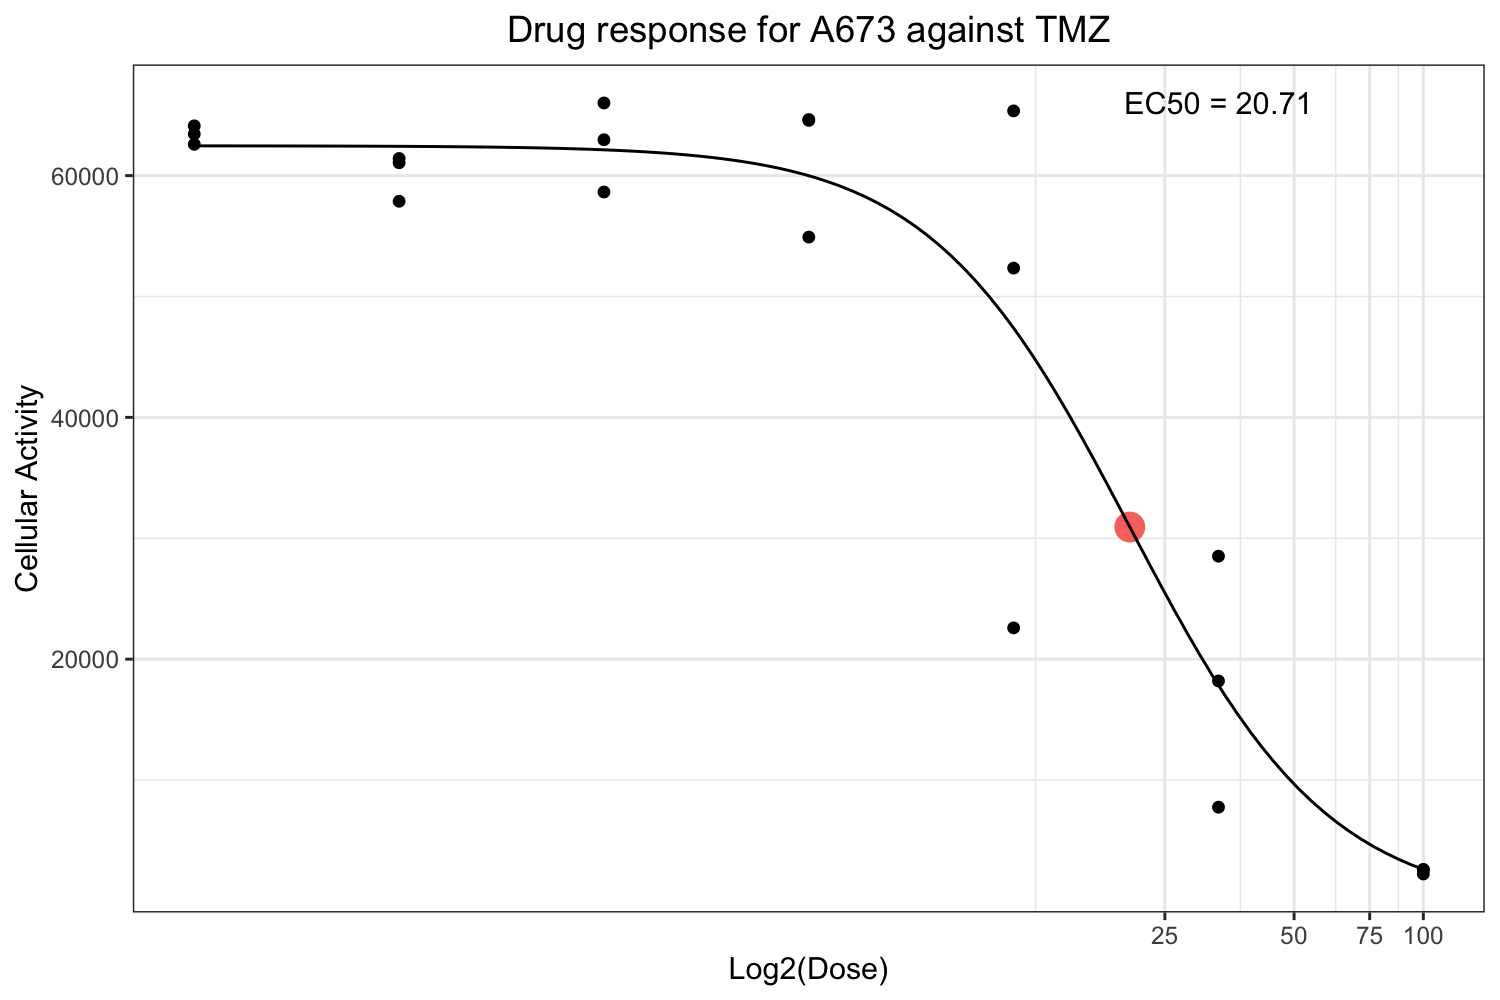 Drug response for A673 against TMZ
EC50 = 20.71
60000
40000
20000
Cellular Activity
25 50 75 100
Log2(Dose)